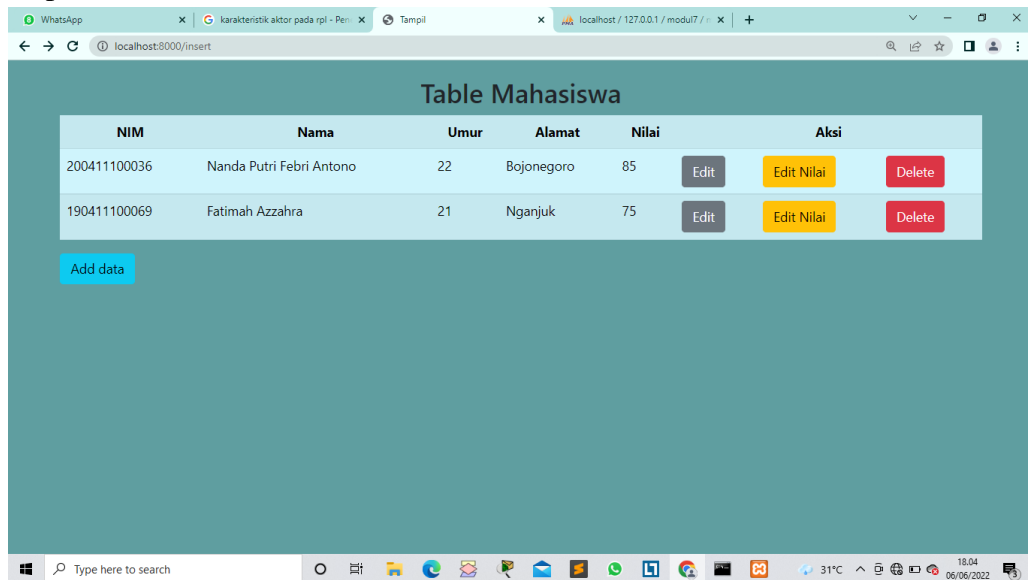 WhatsApp
karakteristik aktor pada rpl - Pen
Tampil
localhost / 127.0.0.1 / modul7 / n
localhost:8000/insert
Table Mahasiswa
NIM Nama Umur Alamat Nilai Aksi
200411100036 Nanda Putri Febri Antono 22 Bojonegoro 85 Edit Edit Nilai Delete
190411100069 Fatimah Azzahra 21 Nganjuk 75 Edit Edit Nilai Delete
Add data
Type here to search
31°C
18.04
06/06/2022